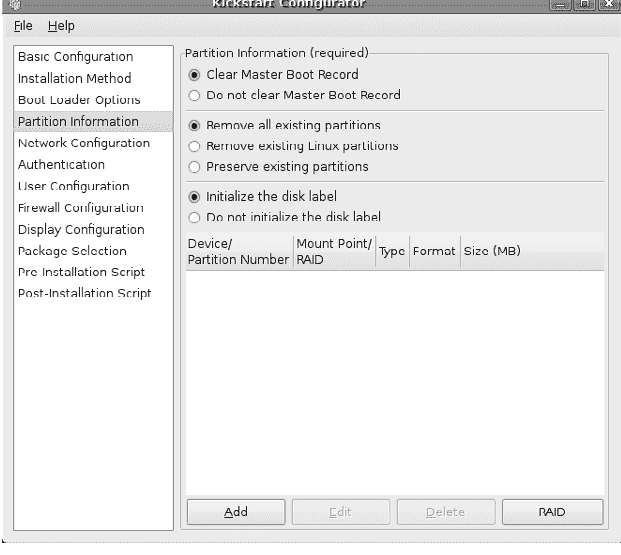 Kickstart Configurator
File Help
Basic Configuration
Installation Method
Boot Loader Options
Partition Information
Network Configuration
Authentication
User Configuration
Firewall Configuration
Display Configuration
Package Selection
Pre-Installation Script
Post-Installation Script
Partition Information (required)
Clear Master Boot Record
Do not clear Master Boot Record
Remove all existing partitions
Remove existing Linux partitions
Preserve existing partitions
Initialize the disk label
Do not initialize the disk label
Device/
Partition Number
Mount Point/
RAID
Type
Format
Size (MB)
Add
Edit
Delete
RAID